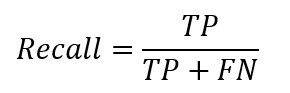 Recall = TP / (TP + FN)